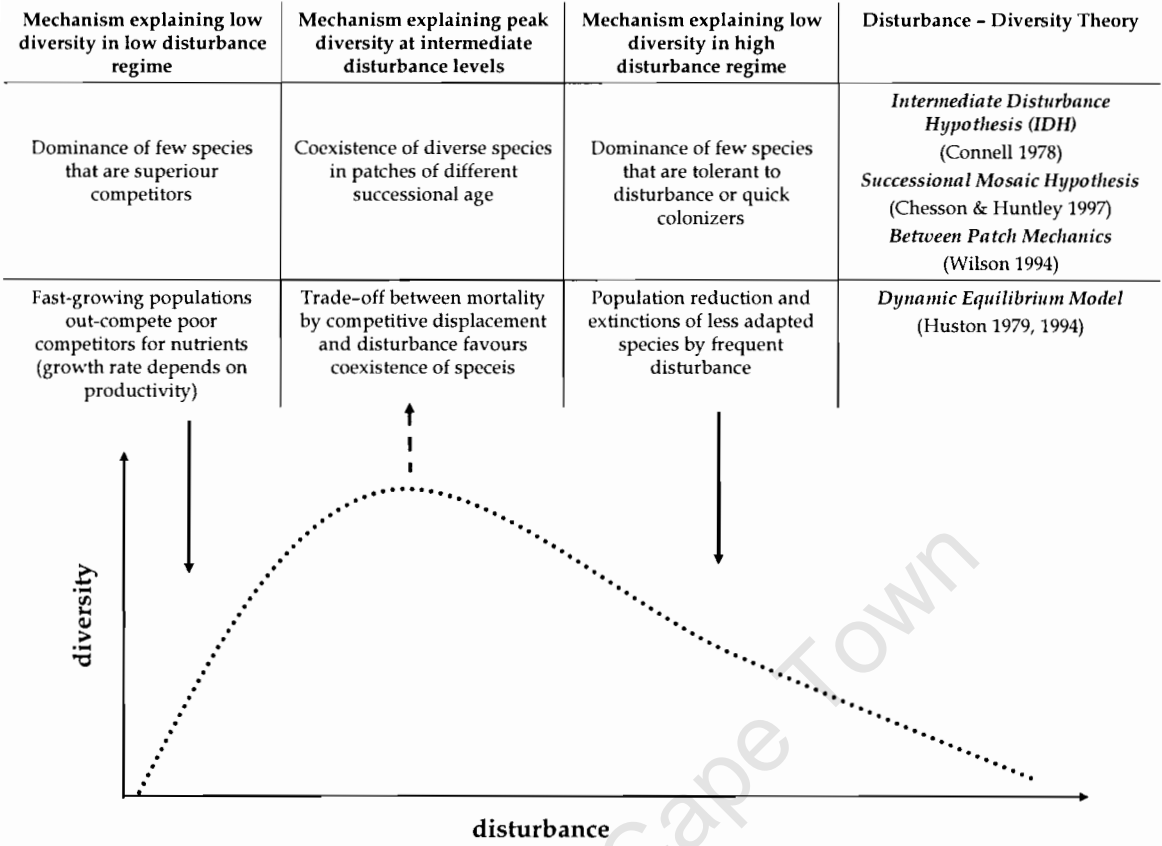 Mechanism explaining low
diversity in low disturbance
regime
Mechanism explaining peak
diversity at intermediate
disturbance levels
Mechanism explaining low
diversity in high
disturbance regime
Disturbance – Diversity Theory
Dominance of few species
that are superiour
competitors
Coexistence of diverse species
in patches of different
successional age
Dominance of few species
that are tolerant to
disturbance or quick
colonizers
Intermediate Disturbance
Hypothesis (IDH)
(Connell 1978)
Successional Mosaic Hypothesis
(Chesson & Huntley 1997)
Between Patch Mechanics
(Wilson 1994)
Fast-growing populations
out-compete poor
competitors for nutrients
(growth rate depends on
productivity)
Trade-off between mortality
by competitive displacement
and disturbance favours
coexistence of speceis
Population reduction and
extinctions of less adapted
species by frequent
disturbance
Dynamic Equilibrium Model
(Huston 1979, 1994)
diversity
disturbance
Cape Town